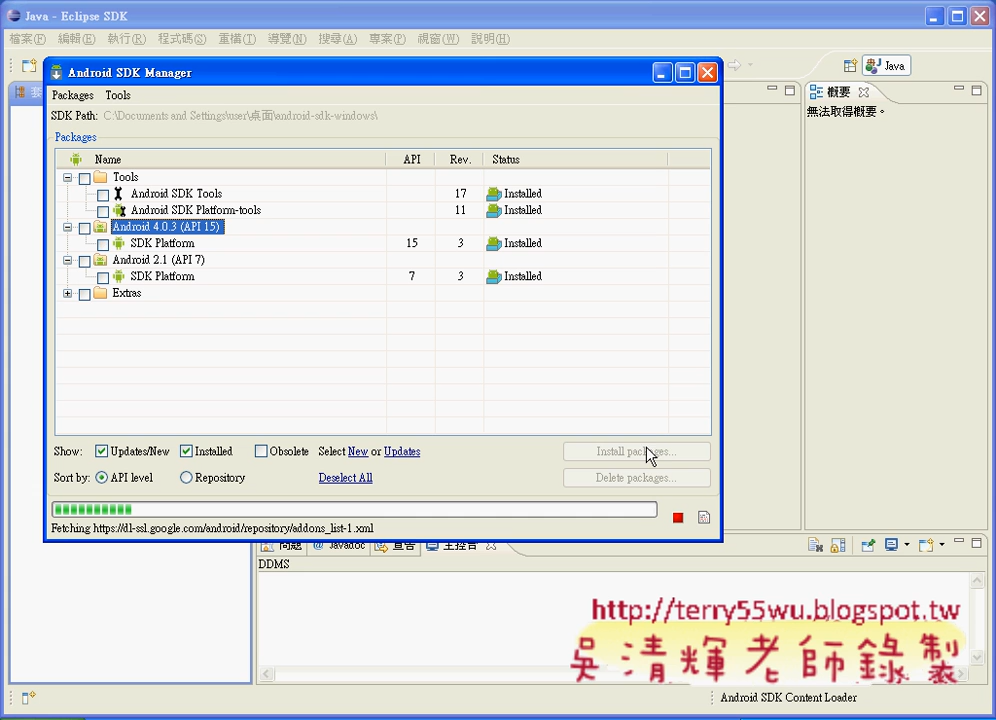 Java - Eclipse SDK
檔案(F) 編輯(E) 執行(R) 程式碼(S) 重構(T) 導覽(N) 搜尋(A) 專案(P) 視窗(W) 說明(H)
Java
Android SDK Manager
Packages Tools
SDK Path: C:\Documents and Settings\user\桌面\android-sdk-windows\
Packages
Name API Rev. Status
Tools
Android SDK Tools 17 Installed
Android SDK Platform-tools 11 Installed
Android 4.0.3 (API 15)
SDK Platform 15 3 Installed
Android 2.1 (API 7)
SDK Platform 7 3 Installed
Extras
Show: Updates/New Installed Obsolete Select New or Updates Install packages...
Sort by: API level Repository Deselect All Delete packages...
Fetching https://dl-ssl.google.com/android/repository/addons_list-1.xml
概要
無法取得概要。
問題 @ Javadoc 宣告 主控台
DDMS
http://terry55wu.blogspot.tw
吳清輝老師錄製
Android SDK Content Loader